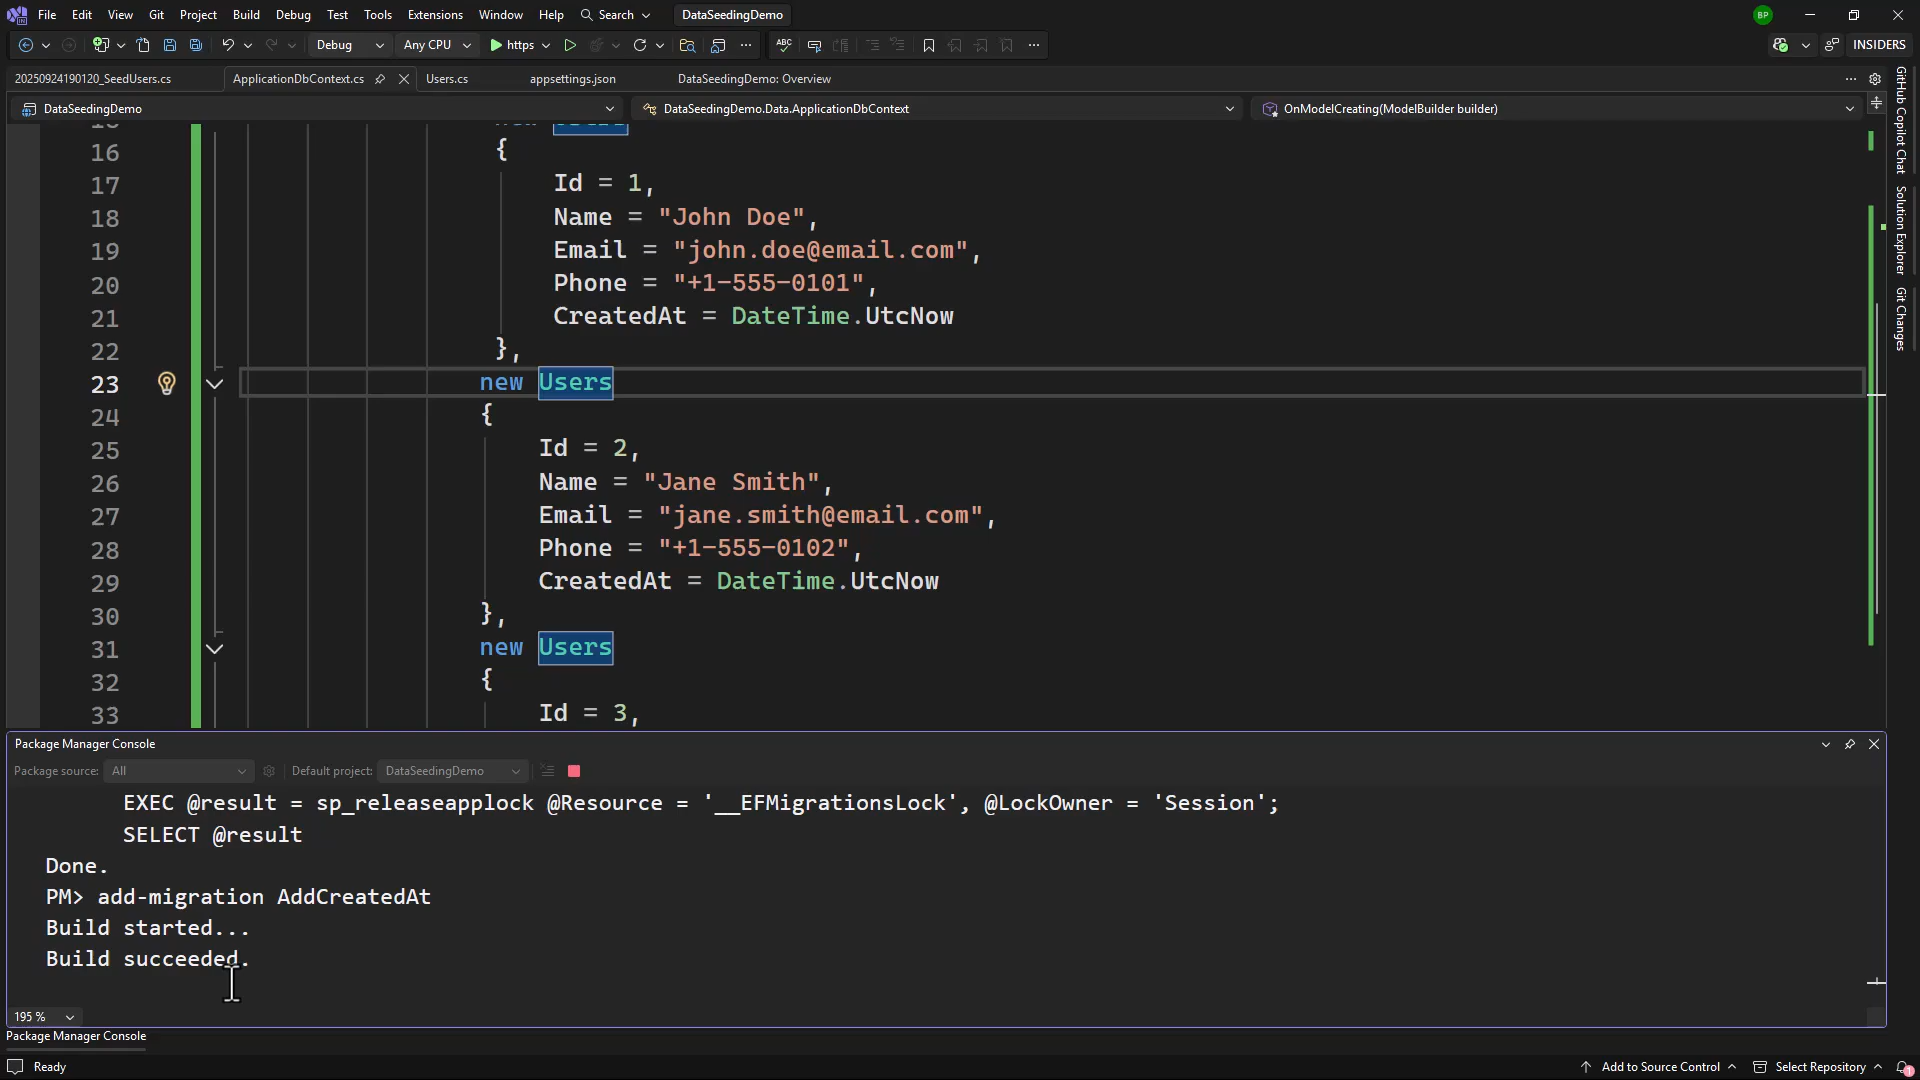 File Edit View Git Project Build Debug Test Tools Extensions Window Help Search DataSeedingDemo BP
Debug Any CPU https INSIDERS
20250924190120_SeedUsers.cs ApplicationDbContext.cs Users.cs appsettings.json DataSeedingDemo: Overview
DataSeedingDemo DataSeedingDemo.Data.ApplicationDbContext OnModelCreating(ModelBuilder builder)
16 {
17 Id = 1,
18 Name = "John Doe",
19 Email = "john.doe@email.com",
20 Phone = "+1-555-0101",
21 CreatedAt = DateTime.UtcNow
22 },
23 new Users
24 {
25 Id = 2,
26 Name = "Jane Smith",
27 Email = "jane.smith@email.com",
28 Phone = "+1-555-0102",
29 CreatedAt = DateTime.UtcNow
30 },
31 new Users
32 {
33 Id = 3,
GitHub Copilot Chat
Solution Explorer
Git Changes
Package Manager Console
Package source: All Default project: DataSeedingDemo
EXEC @result = sp_releaseapplock @Resource = '__EFMigrationsLock', @LockOwner = 'Session';
SELECT @result
Done.
PM> add-migration AddCreatedAt
Build started...
Build succeeded.
195 %
Package Manager Console
Ready Add to Source Control Select Repository 1